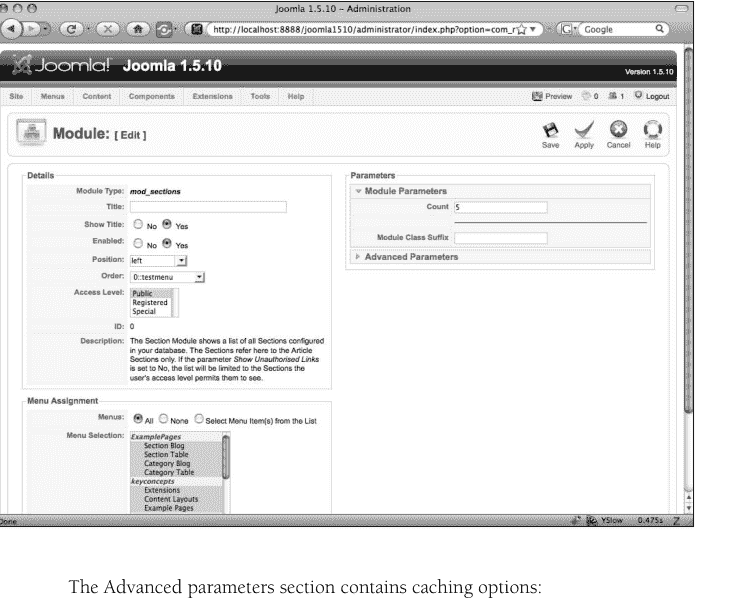 Joomla 1.5.10 – Administration
http://localhost:8888/joomla1510/administrator/index.php?option=com_r
Google
Joomla! Joomla 1.5.10
Version 1.5.10
Site Menus Content Components Extensions Tools Help Preview 0 1 Logout
Module: [ Edit ]
Save Apply Cancel Help
Details
Module Type: mod_sections
Title:
Show Title: No Yes
Enabled: No Yes
Position: left
Order: 0::testmenu
Access Level: Public
Registered
Special
ID: 0
Description: The Section Module shows a list of all Sections configured
in your database. The Sections refer here to the Article
Sections only. If the parameter Show Unauthorised Links
is set to No, the list will be limited to the Sections the
user's access level permits them to see.
Parameters
Module Parameters
Count 5
Module Class Suffix
Advanced Parameters
Menu Assignment
Menus: All None Select Menu Item(s) from the List
Menu Selection: ExamplePages
Section Blog
Section Table
Category Blog
Category Table
keyconcepts
Extensions
Content Layouts
Example Pages
Done
YSlow 0.475s
The Advanced parameters section contains caching options: